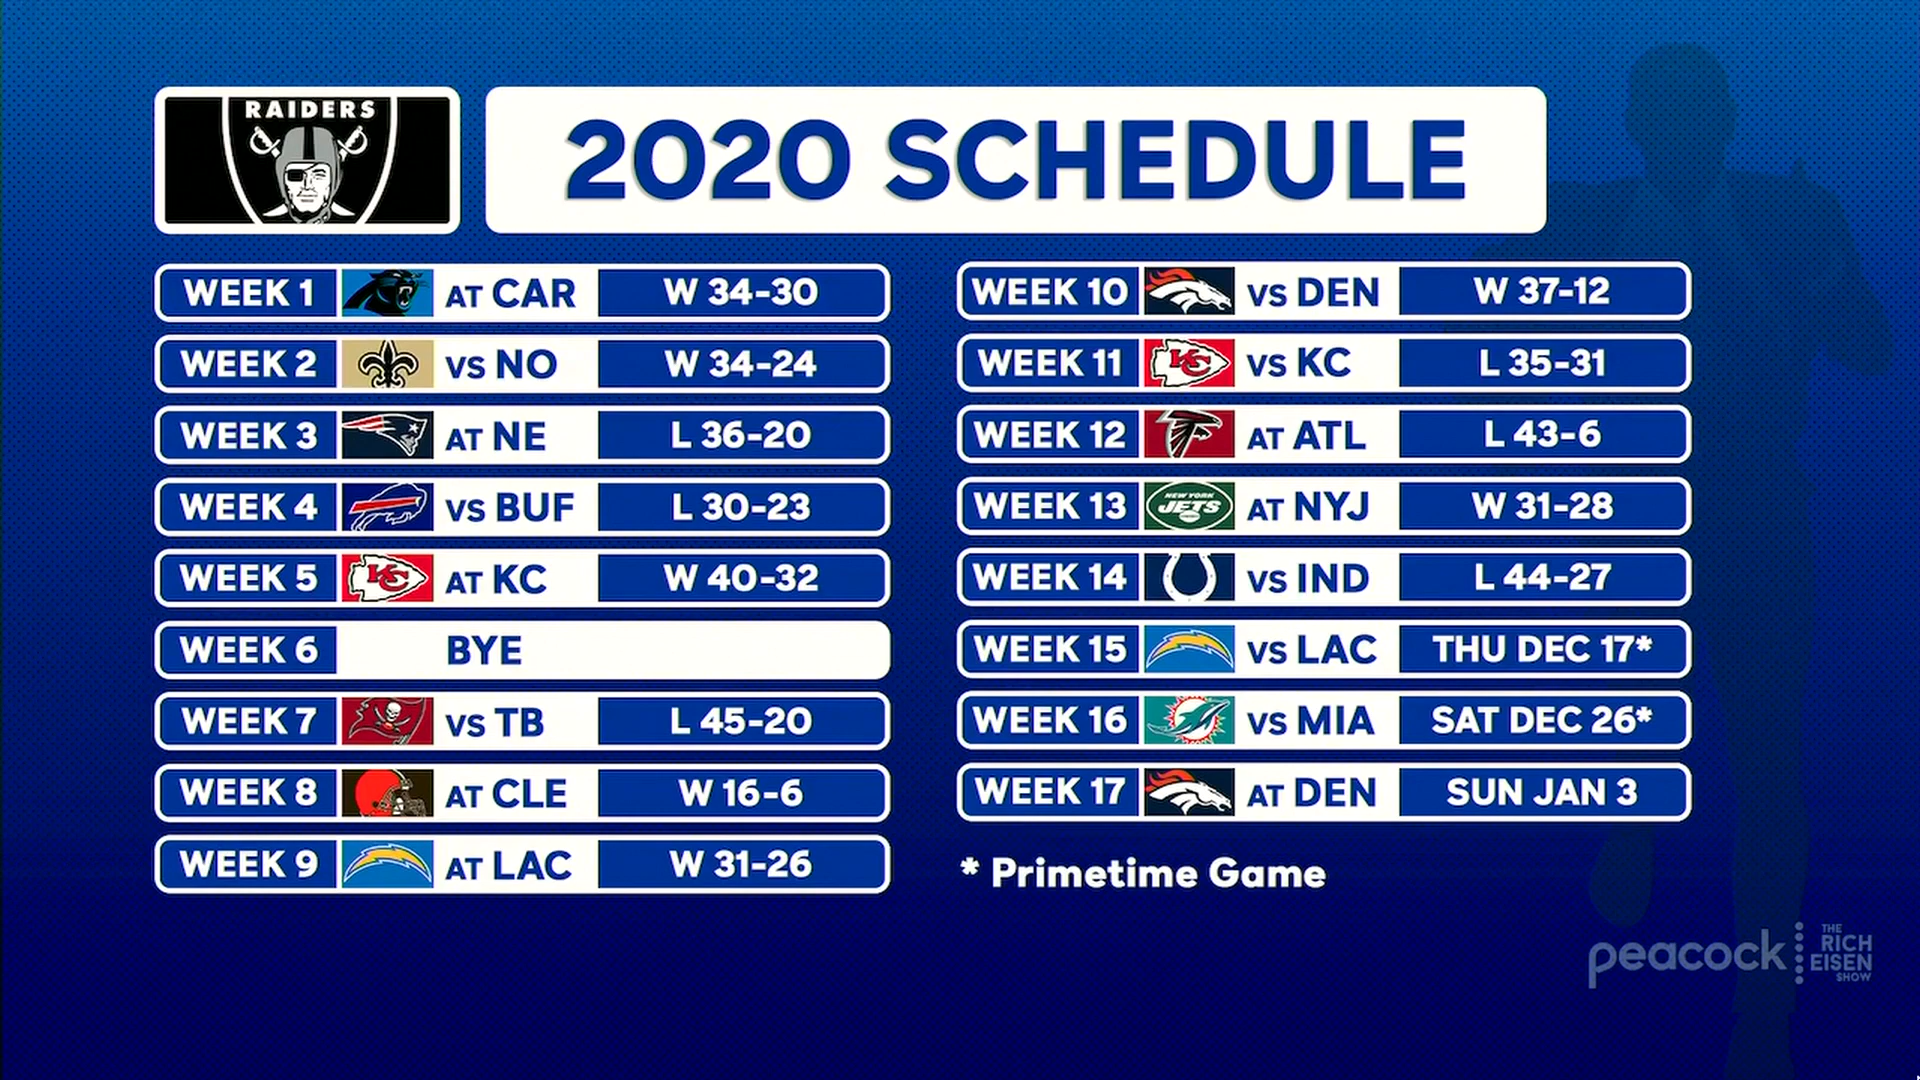 RAIDERS
2020 SCHEDULE
WEEK 1 AT CAR W 34-30
WEEK 2 VS NO W 34-24
WEEK 3 AT NE L 36-20
WEEK 4 VS BUF L 30-23
WEEK 5 KC AT KC W 40-32
WEEK 6 BYE
WEEK 7 VS TB L 45-20
WEEK 8 AT CLE W 16-6
WEEK 9 AT LAC W 31-26
WEEK 10 VS DEN W 37-12
WEEK 11 KC VS KC L 35-31
WEEK 12 AT ATL L 43-6
WEEK 13 NEW YORK JETS AT NYJ W 31-28
WEEK 14 VS IND L 44-27
WEEK 15 VS LAC THU DEC 17*
WEEK 16 VS MIA SAT DEC 26*
WEEK 17 AT DEN SUN JAN 3
* Primetime Game
peacock
THE
RICH
EISEN
SHOW